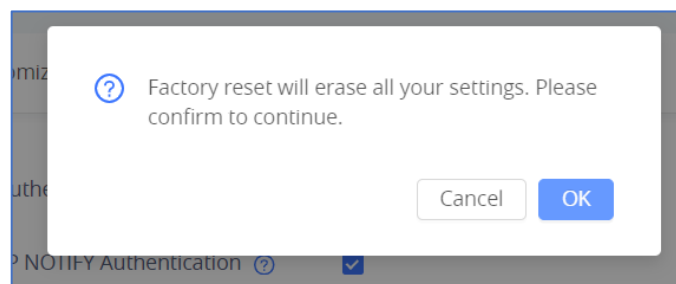 Factory reset will erase all your settings. Please
confirm to continue.
Cancel
OK
NOTIFY Authentication